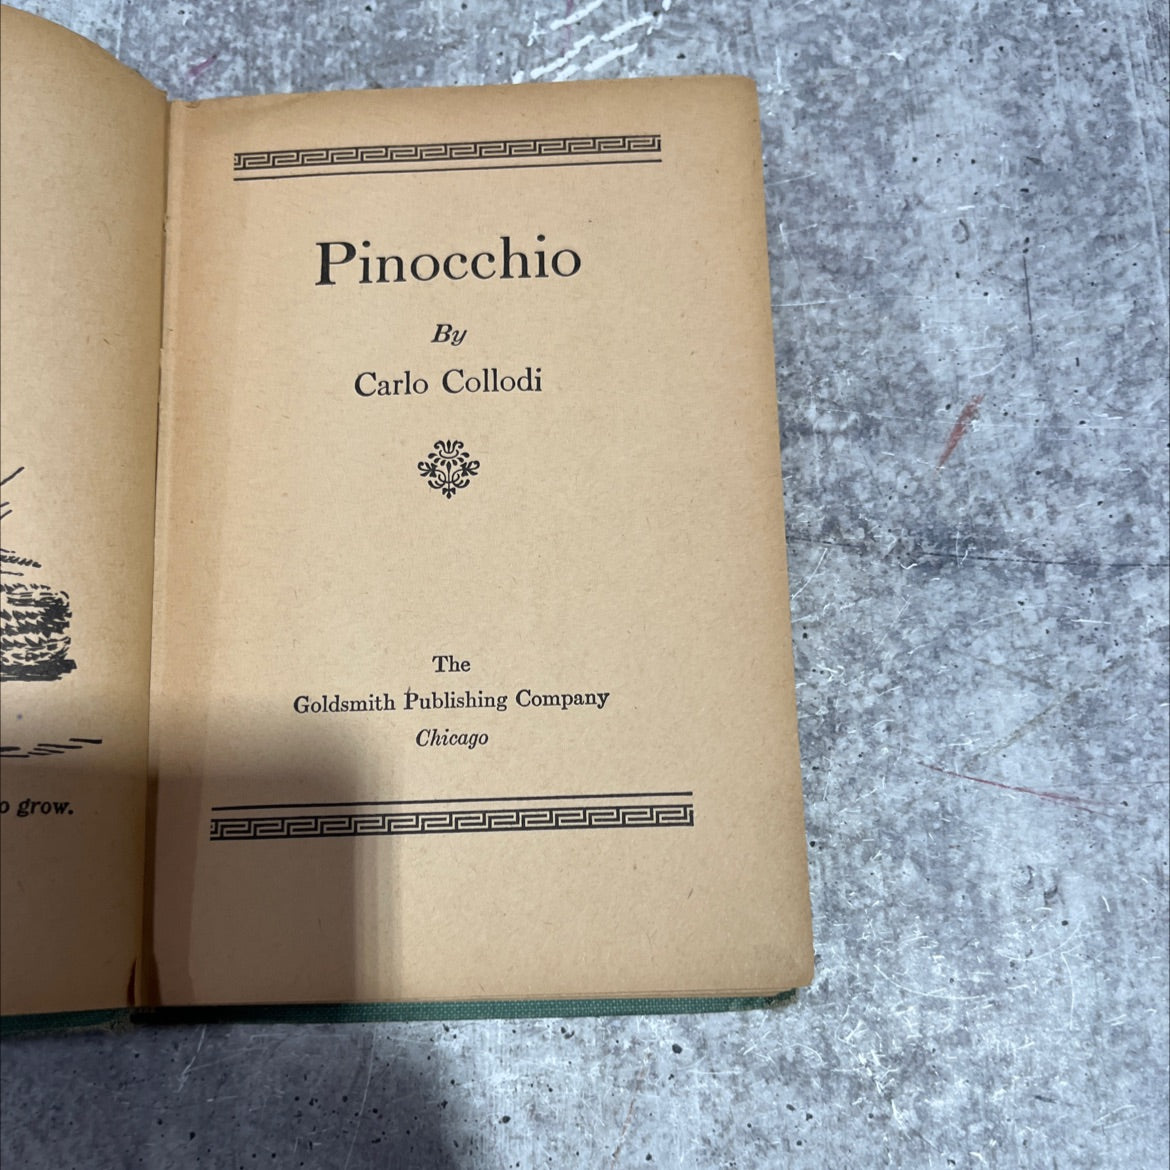 Pinocchio
By
Carlo Collodi
The
Goldsmith Publishing Company
Chicago
grow.